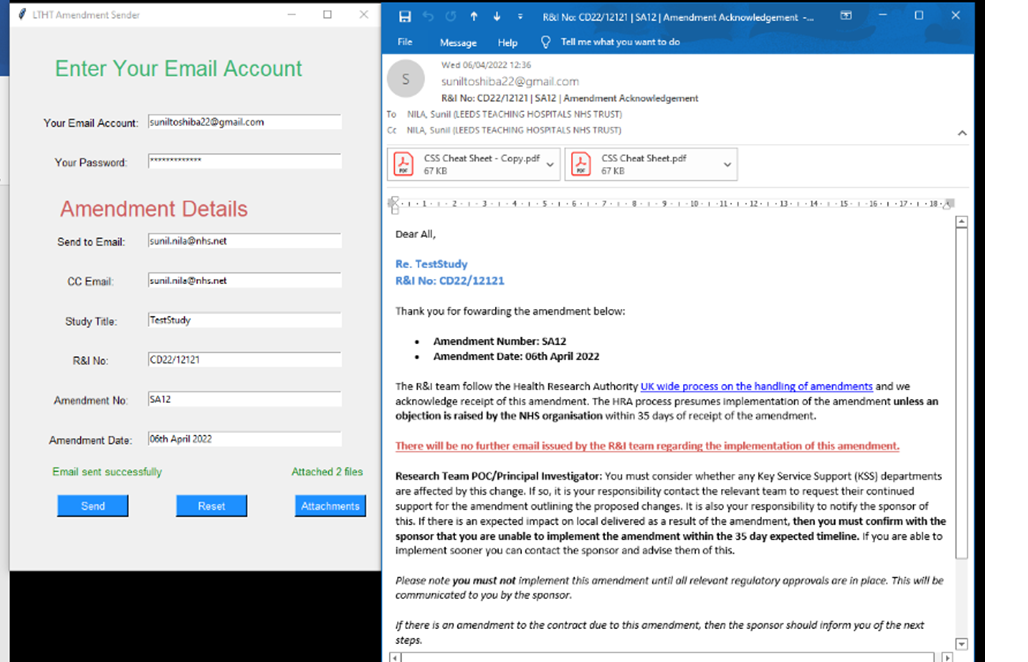 LTHT Amendment Sender
Enter Your Email Account
Your Email Account: suniltoshiba22@gmail.com
Your Password: *************
Amendment Details
Send to Email: sunil.nila@nhs.net
CC Email: sunil.nila@nhs.net
Study Title: TestStudy
R&I No: CD22/12121
Amendment No: SA12
Amendment Date: 06th April 2022
Email sent successfully Attached 2 files
Send Reset Attachments
R&I No: CD22/12121 | SA12 | Amendment Acknowledgement -...
File Message Help Tell me what you want to do
S
Wed 06/04/2022 12:36
suniltoshiba22@gmail.com
R&I No: CD22/12121 | SA12 | Amendment Acknowledgement
To NILA, Sunil (LEEDS TEACHING HOSPITALS NHS TRUST)
Cc NILA, Sunil (LEEDS TEACHING HOSPITALS NHS TRUST)
CSS Cheat Sheet - Copy.pdf
67 KB
CSS Cheat Sheet.pdf
67 KB
1 2 3 4 5 6 7 8 9 10 11 12 13 14 15 16 17 18
Dear All,
Re. TestStudy
R&I No: CD22/12121
Thank you for fowarding the amendment below:
• Amendment Number: SA12
• Amendment Date: 06th April 2022
The R&I team follow the Health Research Authority UK wide process on the handling of amendments and we
acknowledge receipt of this amendment. The HRA process presumes implementation of the amendment unless an
objection is raised by the NHS organisation within 35 days of receipt of the amendment.
There will be no further email issued by the R&I team regarding the implementation of this amendment.
Research Team POC/Principal Investigator: You must consider whether any Key Service Support (KSS) departments
are affected by this change. If so, it is your responsibility contact the relevant team to request their continued
support for the amendment outlining the proposed changes. It is also your responsibility to notify the sponsor of
this. If there is an expected impact on local delivered as a result of the amendment, then you must confirm with the
sponsor that you are unable to implement the amendment within the 35 day expected timeline. If you are able to
implement sooner you can contact the sponsor and advise them of this.
Please note you must not implement this amendment until all relevant regulatory approvals are in place. This will be
communicated to you by the sponsor.
If there is an amendment to the contract due to this amendment, then the sponsor should inform you of the next
steps.